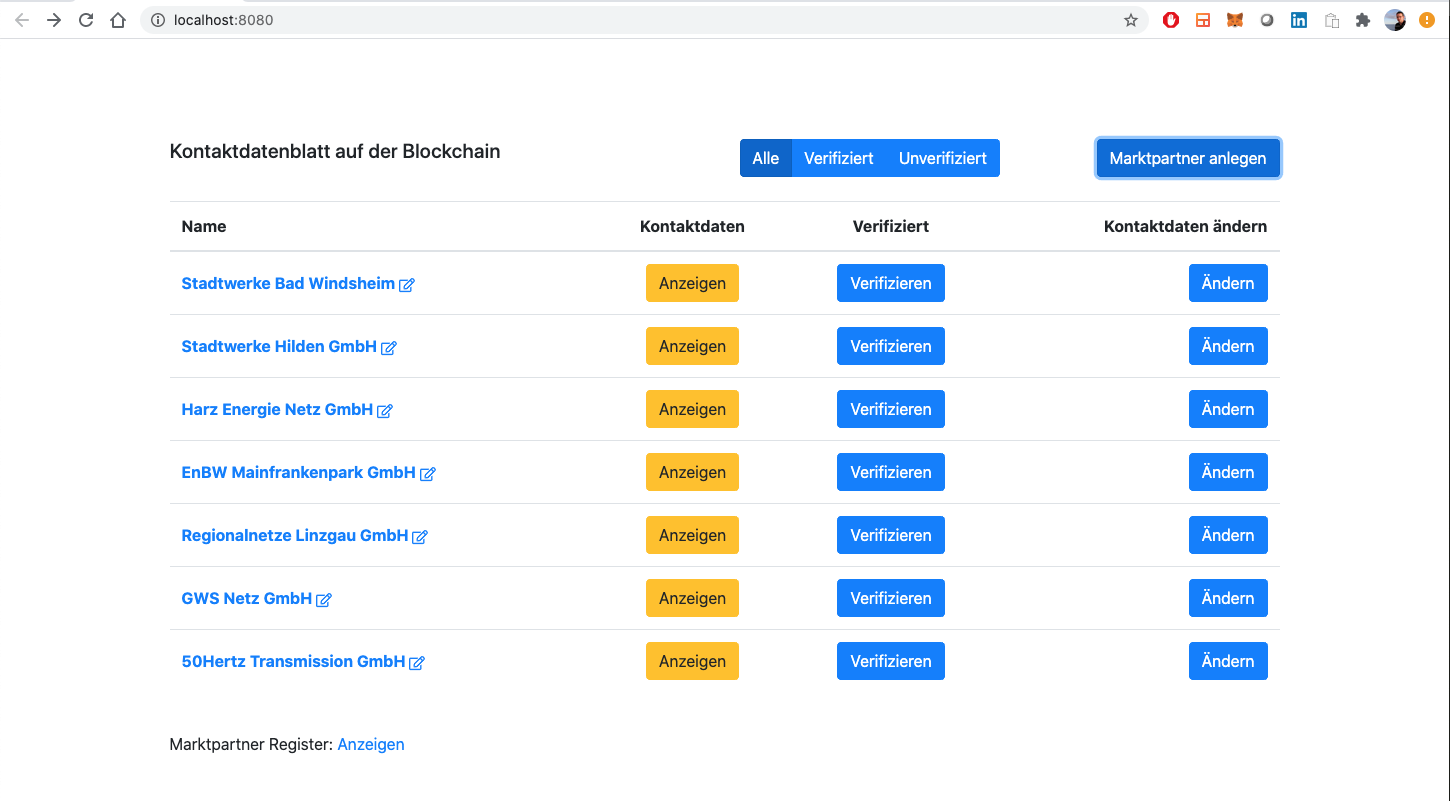 localhost:8080
Kontaktdatenblatt auf der Blockchain
Alle Verifiziert Unverifiziert
Marktpartner anlegen
Name Kontaktdaten Verifiziert Kontaktdaten ändern
Stadtwerke Bad Windsheim Anzeigen Verifizieren Ändern
Stadtwerke Hilden GmbH Anzeigen Verifizieren Ändern
Harz Energie Netz GmbH Anzeigen Verifizieren Ändern
EnBW Mainfrankenpark GmbH Anzeigen Verifizieren Ändern
Regionalnetze Linzgau GmbH Anzeigen Verifizieren Ändern
GWS Netz GmbH Anzeigen Verifizieren Ändern
50Hertz Transmission GmbH Anzeigen Verifizieren Ändern
Marktpartner Register: Anzeigen